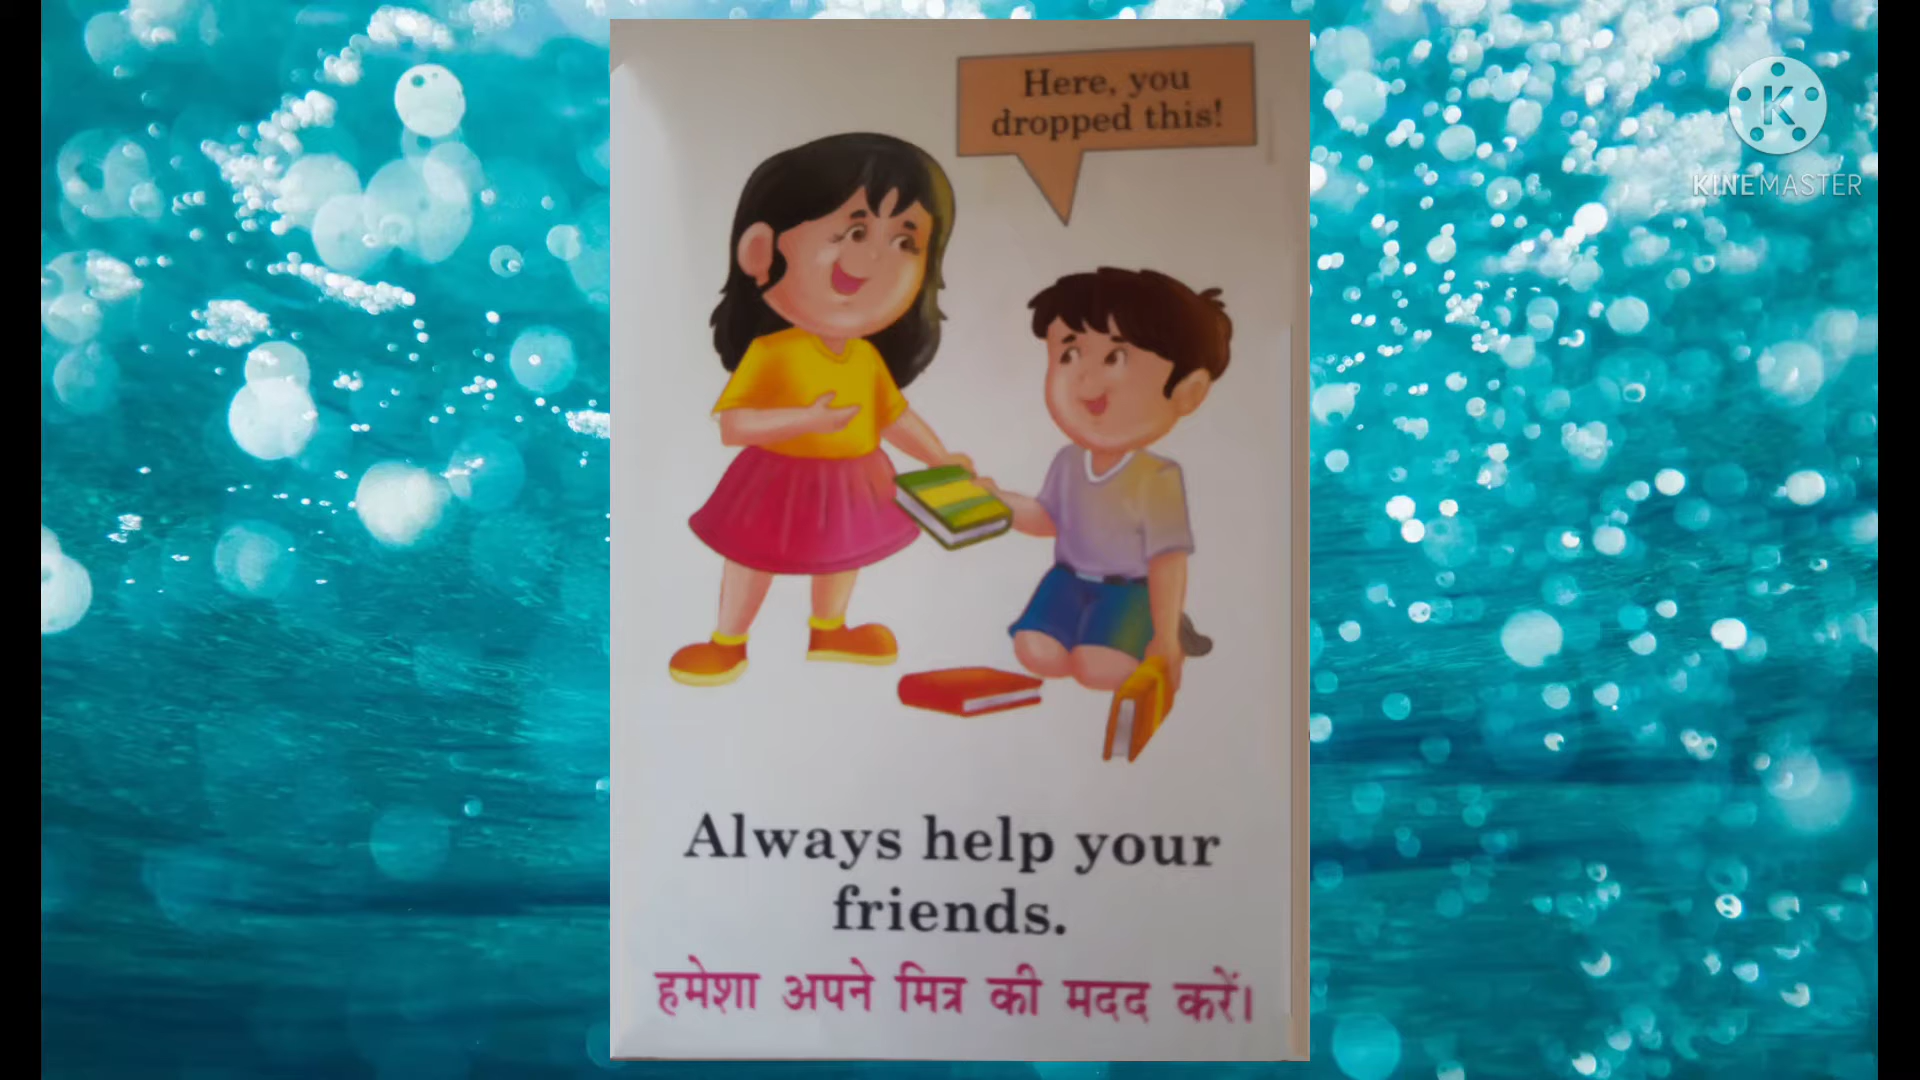 Here, you
dropped this!
K
KINEMASTER
Always help your
friends.
हमेशा अपने मित्र की मदद करें।